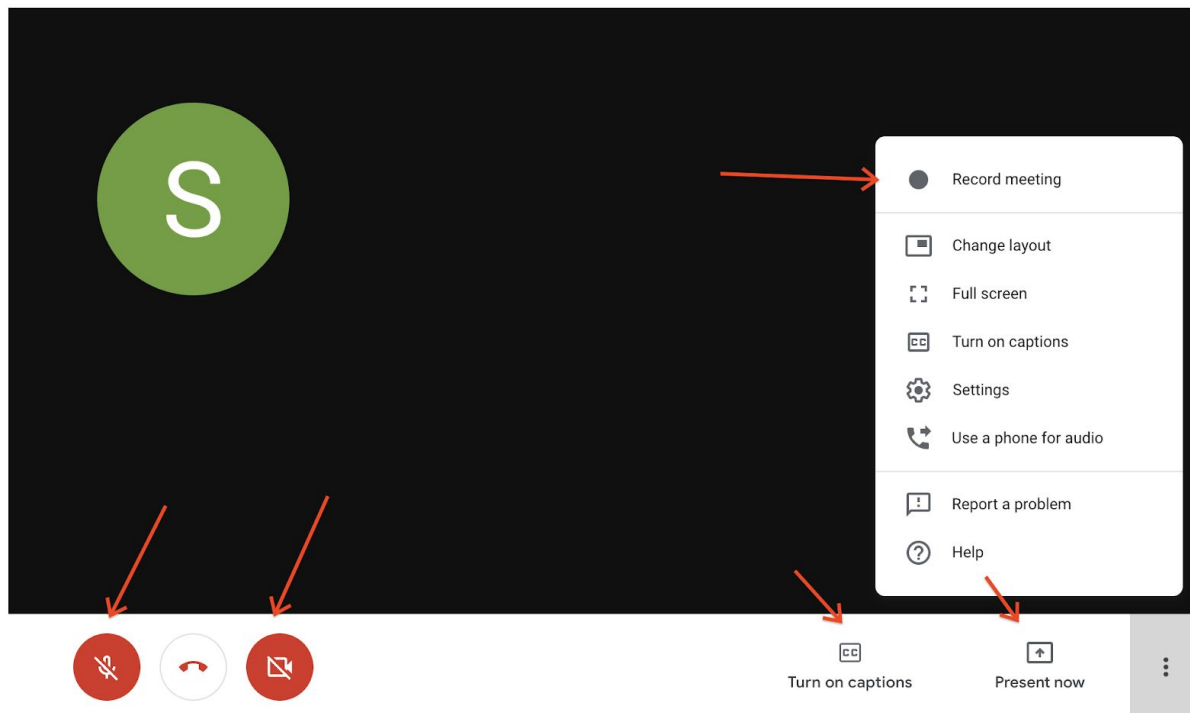 S
Record meeting
Change layout
Full screen
CC Turn on captions
Settings
Use a phone for audio
Report a problem
? Help
CC
Turn on captions
Present now